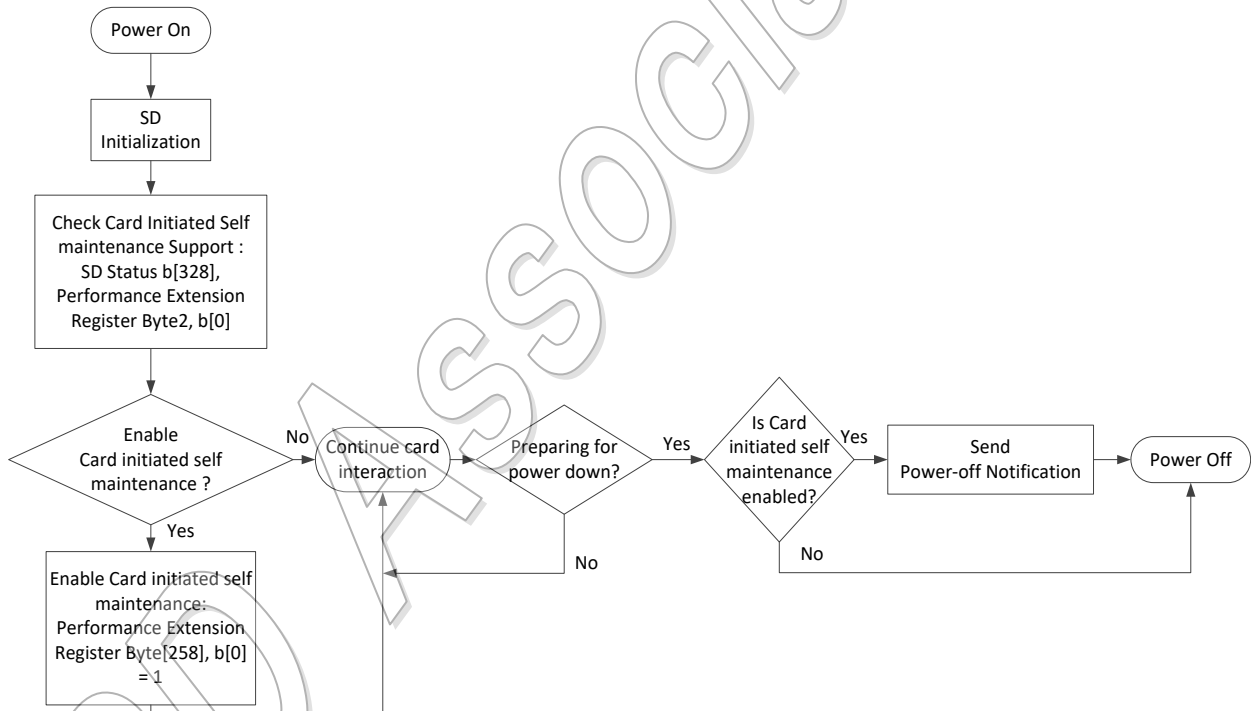 Power On
SD
Initialization
Check Card Initiated Self
maintenance Support :
SD Status b[328],
Performance Extension
Register Byte2, b[0]
Enable
Card initiated self
maintenance ?
No
Yes
Enable Card initiated self
maintenance:
Performance Extension
Register Byte[258], b[0]
= 1
Continue card
interaction
Preparing for
power down?
Yes
No
Is Card
initiated self
maintenance
enabled?
Yes
No
Send
Power-off Notification
Power Off